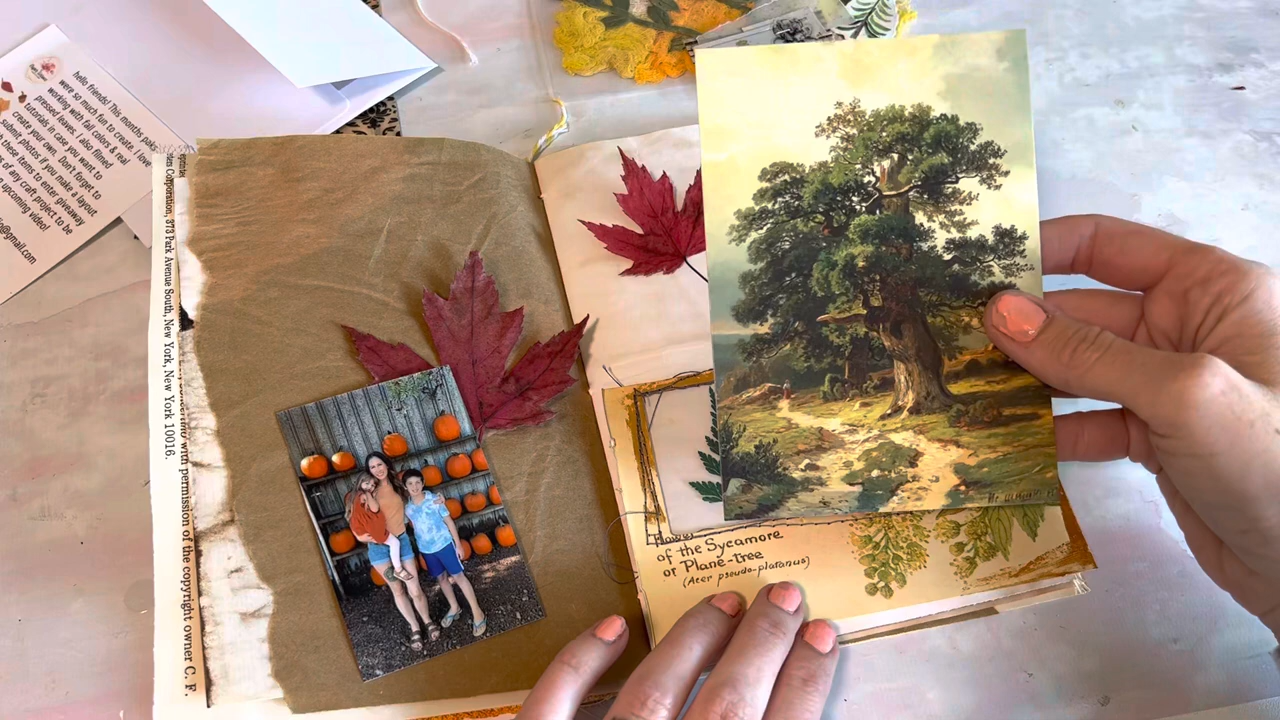 hello friends! This months pak
were so much fun to create. I love
working with fall colors & real
pressed leaves. I also filmed
tutorials in case you want to
create your own. Don't forget to
submit photos if you make a layout
these items to enter giveaway
t any craft project to be
upcoming video!
@gmail.com
Corporation, 373 Park Avenue South, New York, New York 10016.
with permission of the copyright owner C. F.
of the Sycamore
or Plane-tree
(Acer pseudo-platanus)